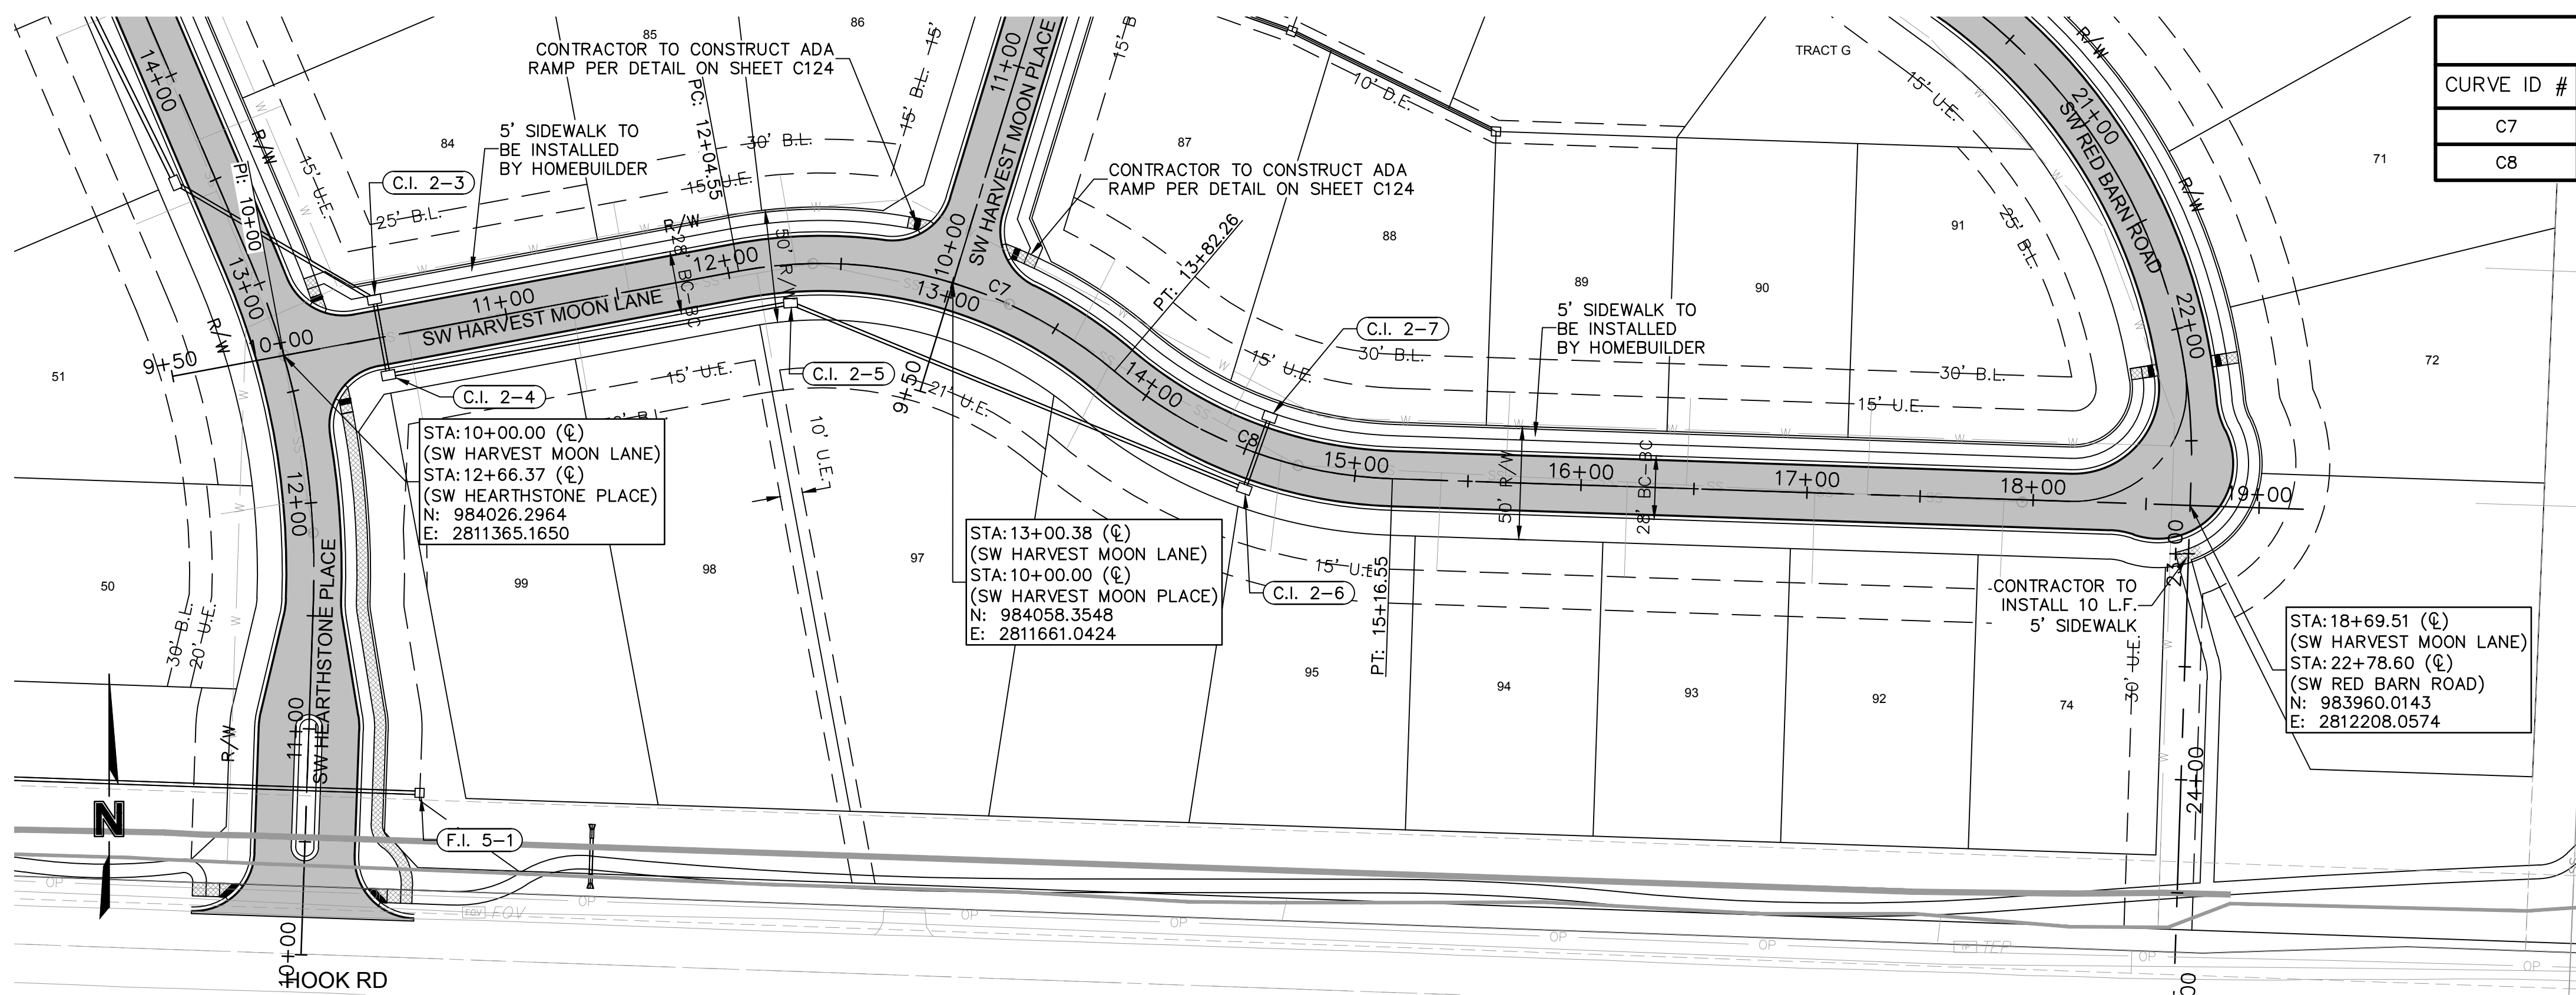 CURVE ID #
C7
C8
86
85
CONTRACTOR TO CONSTRUCT ADA
RAMP PER DETAIL ON SHEET C124
14+00
R/W
15' U.E.
84
5' SIDEWALK TO
BE INSTALLED
BY HOMEBUILDER
C.I. 2-3
PI: 10+00
25' B.L.
PC: 12+04.55
30' B.L.
15' U.E.
15' B.L.
15'
11+00
SW HARVEST MOON PLACE
10+00
15' B
87
CONTRACTOR TO CONSTRUCT ADA
RAMP PER DETAIL ON SHEET C124
10' D.E.
88
PT: 13+82.26
TRACT G
15' U.E.
21+00
SW RED BARN ROAD
22+00
R/W
R/W
71
72
91
25' B.L.
90
89
5' SIDEWALK TO
BE INSTALLED
BY HOMEBUILDER
C.I. 2-7
15' U.E.
30' B.L.
30' B.L.
15' U.E.
13+00
R/W
9+50
10+00
11+00
SW HARVEST MOON LANE
12+00
R/W
28' BC-BC
50' R/W
13+00
C7
14+00
C8
15+00
16+00
17+00
18+00
19+00
50' R/W
28' BC-BC
51
C.I. 2-4
15' U.E.
C.I. 2-5
9+50
21' U.E.
10' U.E.
STA:10+00.00 (℄)
(SW HARVEST MOON LANE)
STA:12+66.37 (℄)
(SW HEARTHSTONE PLACE)
N: 984026.2964
E: 2811365.1650
STA:13+00.38 (℄)
(SW HARVEST MOON LANE)
STA:10+00.00 (℄)
(SW HARVEST MOON PLACE)
N: 984058.3548
E: 2811661.0424
C.I. 2-6
15' U.E.
PT: 15+16.55
CONTRACTOR TO
INSTALL 10 L.F.
5' SIDEWALK
STA:18+69.51 (℄)
(SW HARVEST MOON LANE)
STA:22+78.60 (℄)
(SW RED BARN ROAD)
N: 983960.0143
E: 2812208.0574
23+00
30' U.E.
24+00
50
30' B.L.
20' U.E.
12+00
SW HEARTHSTONE PLACE
11+00
R/W
99
98
97
95
94
93
92
74
N
F.I. 5-1
OP
OP
OP
OP
OP
OP
OP
OP
FOV
TEP
10+00
HOOK RD